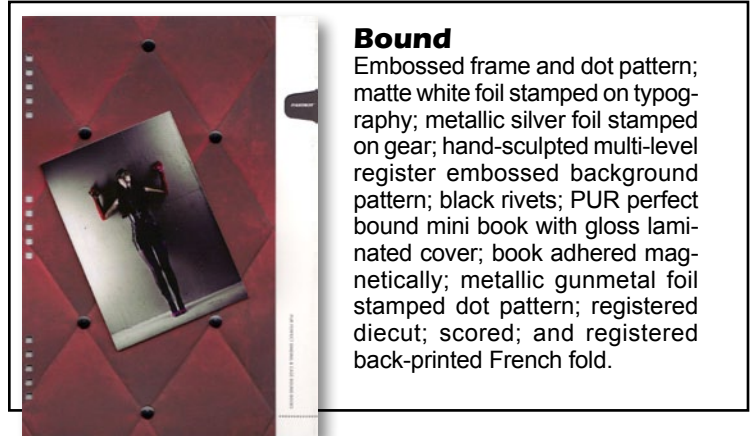 Bound
Embossed frame and dot pattern;
matte white foil stamped on typog-
raphy; metallic silver foil stamped
on gear; hand-sculpted multi-level
register embossed background
pattern; black rivets; PUR perfect
bound mini book with gloss lami-
nated cover; book adhered mag-
netically; metallic gunmetal foil
stamped dot pattern; registered
diecut; scored; and registered
back-printed French fold.